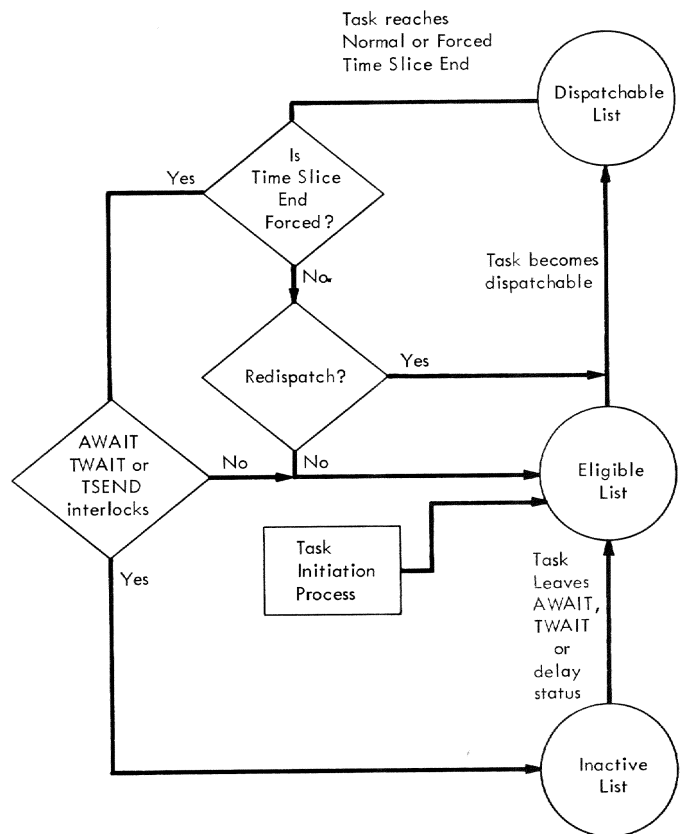 Task reaches
Normal or Forced
Time Slice End
Dispatchable
List
Is
Time Slice
End
Forced?
Yes
No.
Task becomes
dispatchable
Redispatch?
Yes
AWAIT
TWAIT or
TSEND
interlocks
No
No
Eligible
List
Task
Initiation
Process
Yes
Task
Leaves
AWAIT,
TWAIT
or
delay
status
Inactive
List